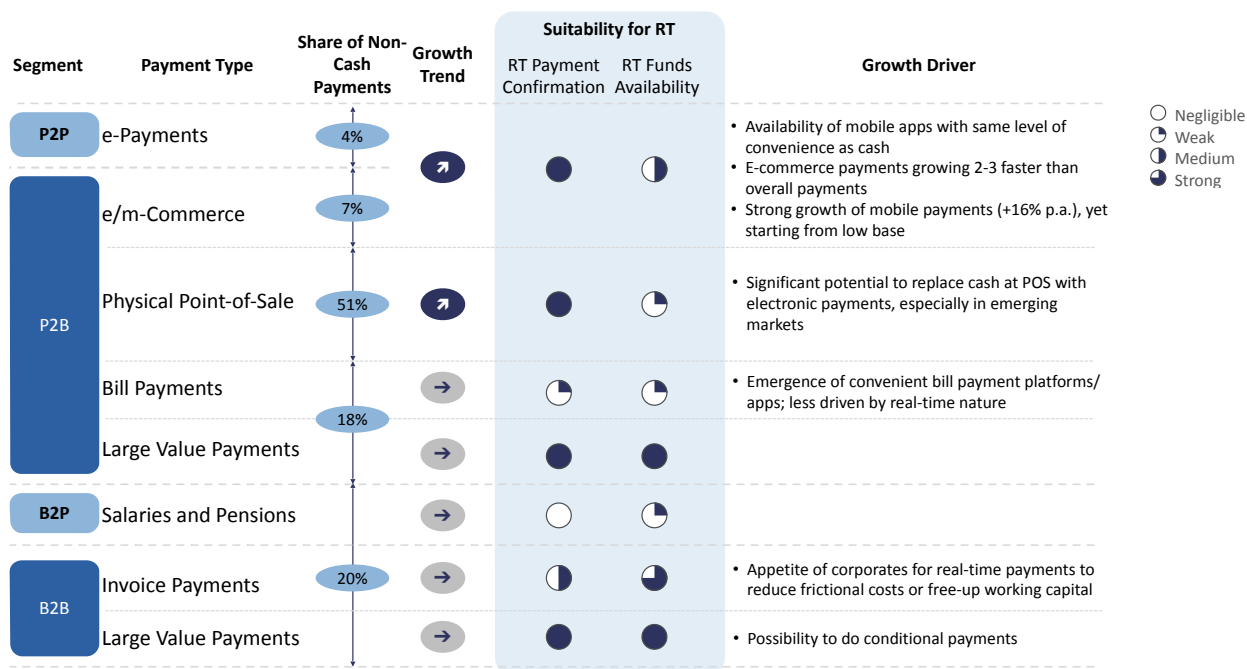 Suitability for RT
Segment
Payment Type
Share of Non-
Cash
Payments
Growth
Trend
RT Payment
Confirmation
RT Funds
Availability
Growth Driver
P2P
e-Payments
4%
• Availability of mobile apps with same level of
convenience as cash
• E-commerce payments growing 2-3 faster than
overall payments
• Strong growth of mobile payments (+16% p.a.), yet
starting from low base
P2B
e/m-Commerce
7%
Physical Point-of-Sale
51%
• Significant potential to replace cash at POS with
electronic payments, especially in emerging
markets
Bill Payments
• Emergence of convenient bill payment platforms/
apps; less driven by real-time nature
18%
Large Value Payments
B2P
Salaries and Pensions
B2B
Invoice Payments
20%
• Appetite of corporates for real-time payments to
reduce frictional costs or free-up working capital
Large Value Payments
• Possibility to do conditional payments
Negligible
Weak
Medium
Strong